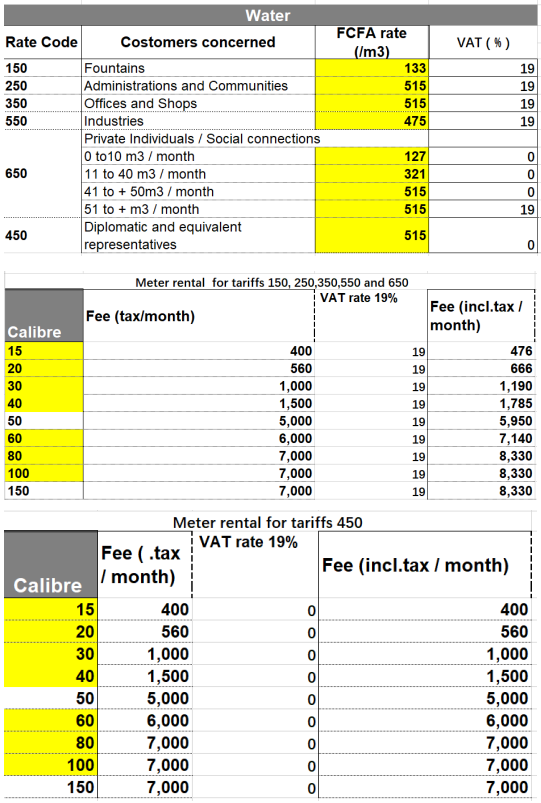 Water
Rate Code Costomers concerned FCFA rate (/m3) VAT ( % )
150 Fountains 133 19
250 Administrations and Communities 515 19
350 Offices and Shops 515 19
550 Industries 475 19
Private Individuals / Social connections
0 to10 m3 / month 127 0
650 11 to 40 m3 / month 321 0
41 to + 50m3 / month 515 0
51 to + m3 / month 515 19
450 Diplomatic and equivalent representatives 515 0
Meter rental for tariffs 150, 250,350,550 and 650
Calibre Fee (tax/month) VAT rate 19% Fee (incl.tax / month)
15 400 19 476
20 560 19 666
30 1,000 19 1,190
40 1,500 19 1,785
50 5,000 19 5,950
60 6,000 19 7,140
80 7,000 19 8,330
100 7,000 19 8,330
150 7,000 19 8,330
Meter rental for tariffs 450
Calibre Fee ( .tax / month) VAT rate 19% Fee (incl.tax / month)
15 400 0 400
20 560 0 560
30 1,000 0 1,000
40 1,500 0 1,500
50 5,000 0 5,000
60 6,000 0 6,000
80 7,000 0 7,000
100 7,000 0 7,000
150 7,000 0 7,000